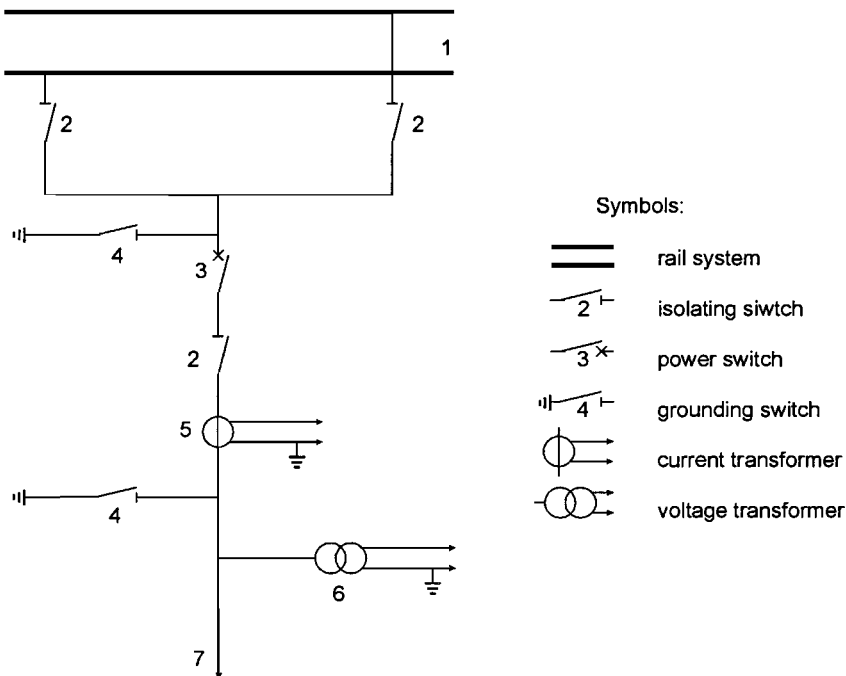 1
2
2
4
3
2
5
4
6
7
Symbols:
rail system
2 isolating siwtch
3 power switch
4 grounding switch
current transformer
voltage transformer